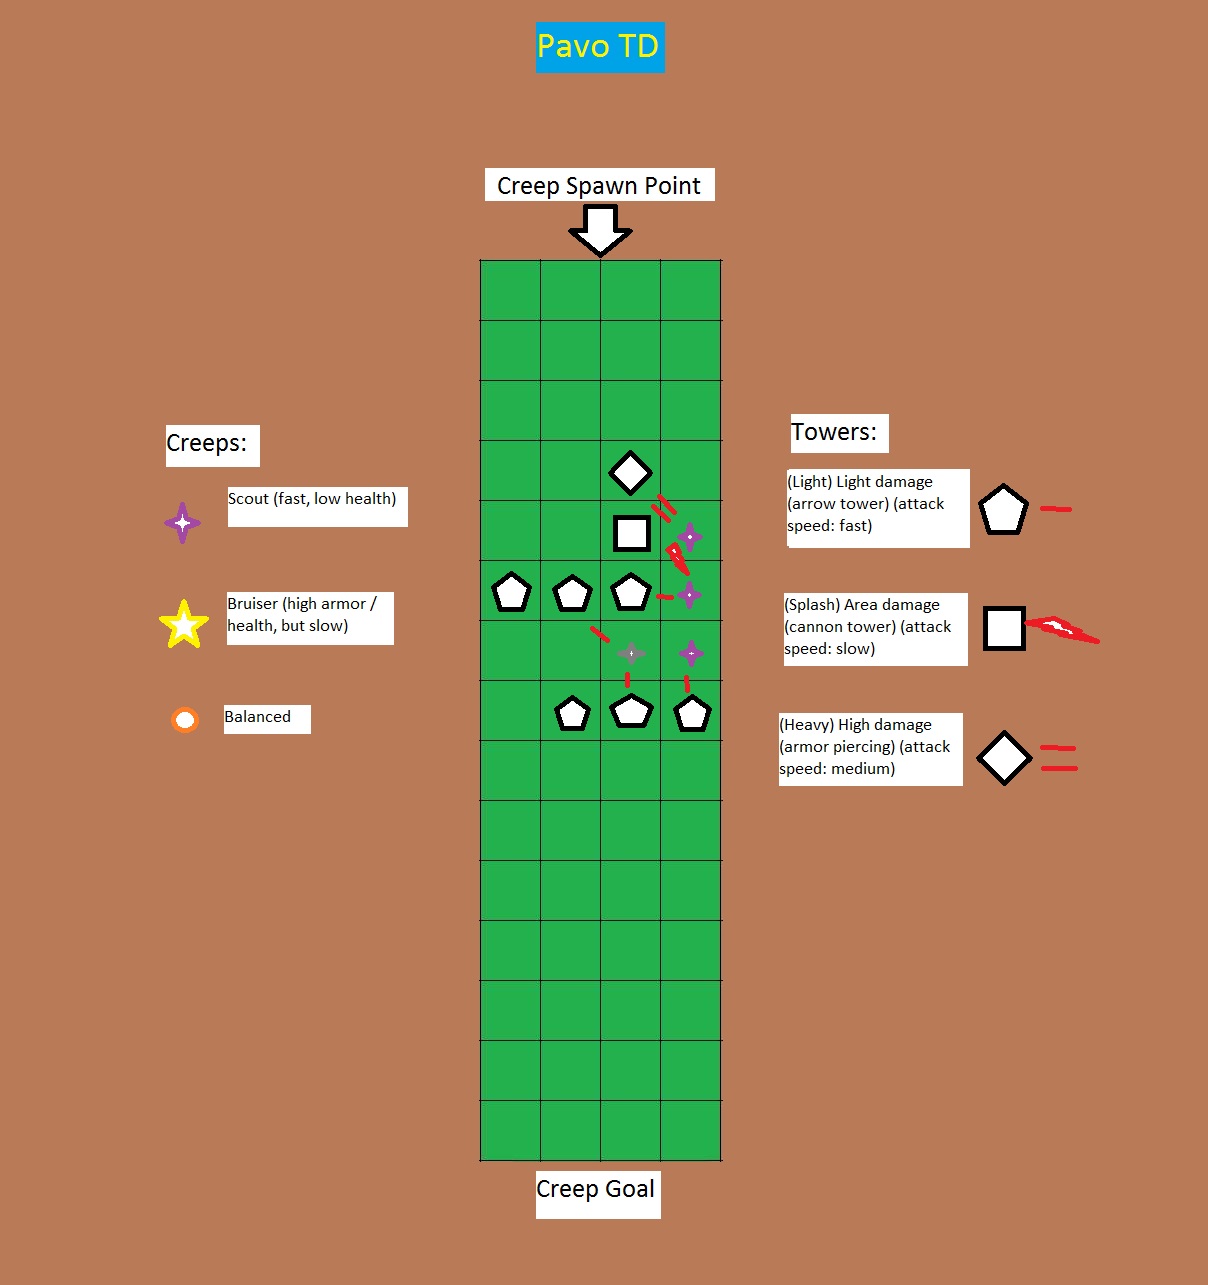 Pavo TD
Creep Spawn Point
Creeps:
Scout (fast, low health)
Bruiser (high armor /
health, but slow)
Balanced
Towers:
(Light) Light damage
(arrow tower) (attack
speed: fast)
(Splash) Area damage
(cannon tower) (attack
speed: slow)
(Heavy) High damage
(armor piercing) (attack
speed: medium)
Creep Goal